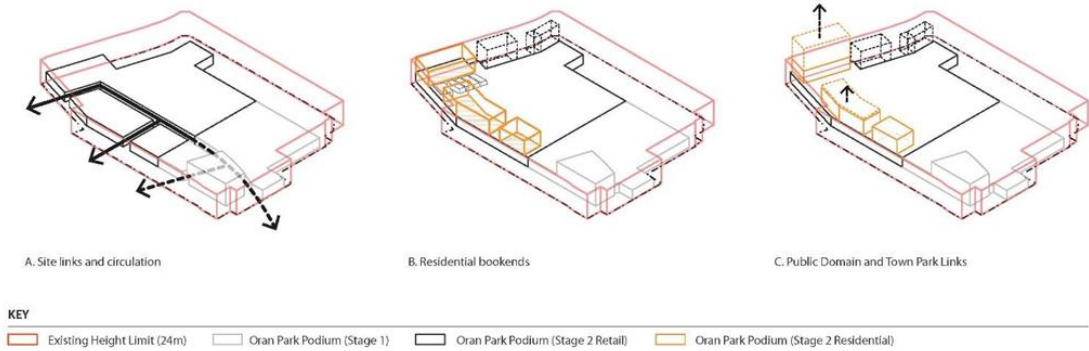 A. Site links and circulation
B. Residential bookends
C. Public Domain and Town Park Links
KEY
Existing Height Limit (24m)
Oran Park Podium (Stage 1)
Oran Park Podium (Stage 2 Retail)
Oran Park Podium (Stage 2 Residential)